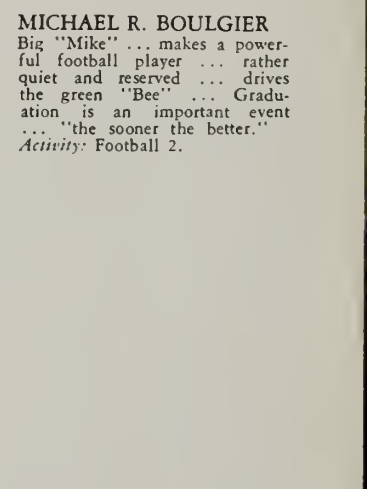 MICHAEL R. BOULGIER
Big "Mike" ... makes a power-
ful football player ... rather
quiet and reserved ... drives
the green "Bee" ... Gradu-
ation is an important event
... "the sooner the better."
Activity: Football 2.